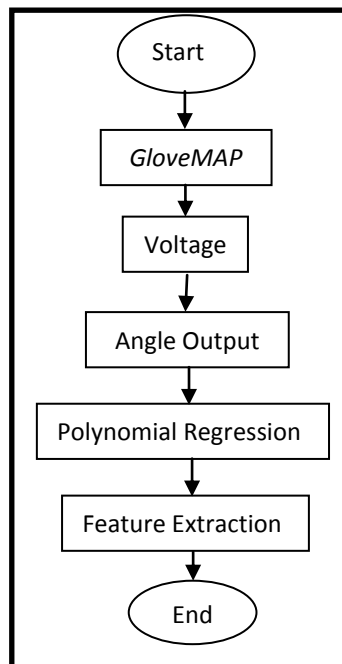 Start
GloveMAP
Voltage
Angle Output
Polynomial Regression
Feature Extraction
End